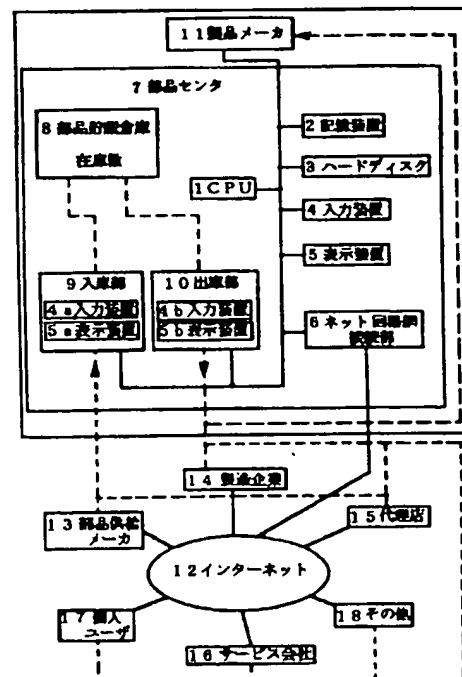 11製品メーカ
7部品センタ
8部品貯蔵倉庫
在庫数
2記憶装置
3ハードディスク
1CPU
4入力装置
5表示装置
9入庫部
4a入力装置
5a表示装置
10出庫部
4b入力装置
5b表示装置
6ネット回路網
接続部
14製造企業
13部品供給
メーカ
15代理店
12インターネット
17個人
ユーザ
18その他
16サービス会社